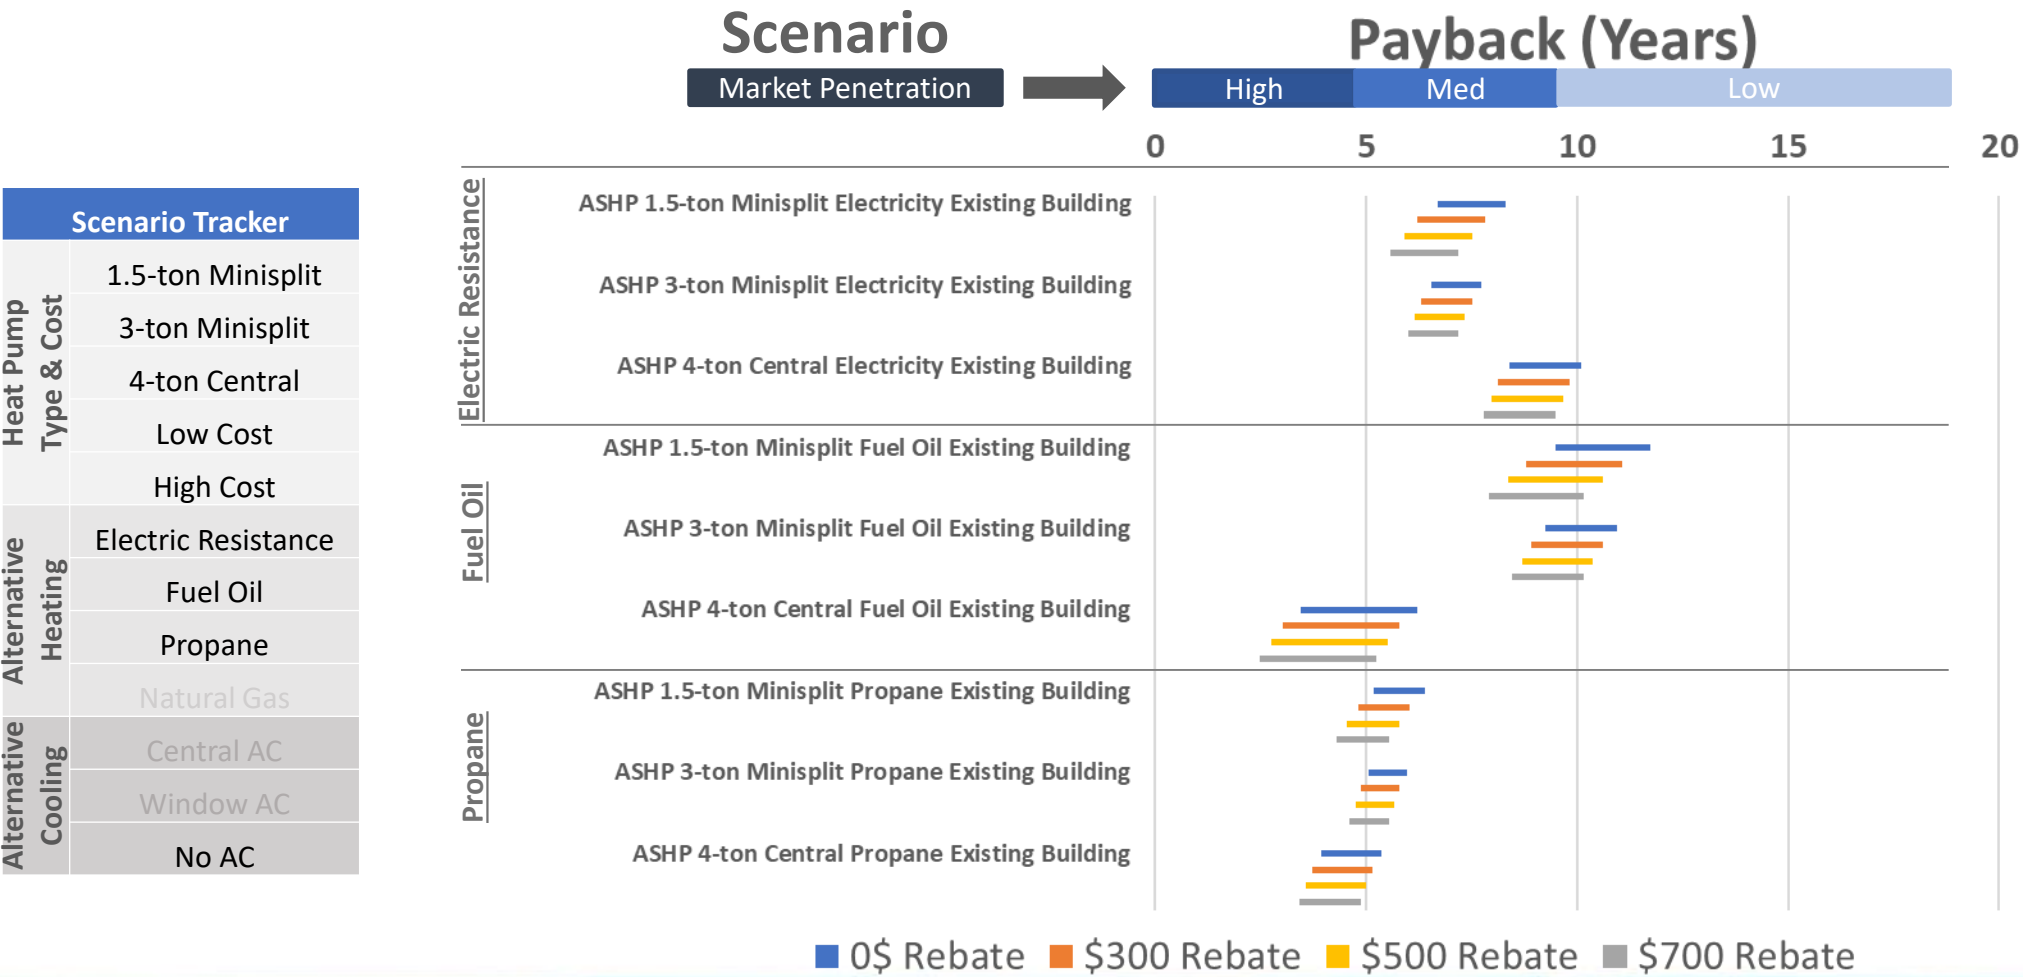 Scenario
Payback (Years)
Market Penetration
High
Med
Low
0
5
10
15
20
Scenario Tracker
Heat Pump
Type & Cost
1.5-ton Minisplit
3-ton Minisplit
4-ton Central
Low Cost
High Cost
Alternative
Heating
Electric Resistance
Fuel Oil
Propane
Natural Gas
Alternative
Cooling
Central AC
Window AC
No AC
Electric Resistance
ASHP 1.5-ton Minisplit Electricity Existing Building
ASHP 3-ton Minisplit Electricity Existing Building
ASHP 4-ton Central Electricity Existing Building
Fuel Oil
ASHP 1.5-ton Minisplit Fuel Oil Existing Building
ASHP 3-ton Minisplit Fuel Oil Existing Building
ASHP 4-ton Central Fuel Oil Existing Building
Propane
ASHP 1.5-ton Minisplit Propane Existing Building
ASHP 3-ton Minisplit Propane Existing Building
ASHP 4-ton Central Propane Existing Building
0$ Rebate
$300 Rebate
$500 Rebate
$700 Rebate